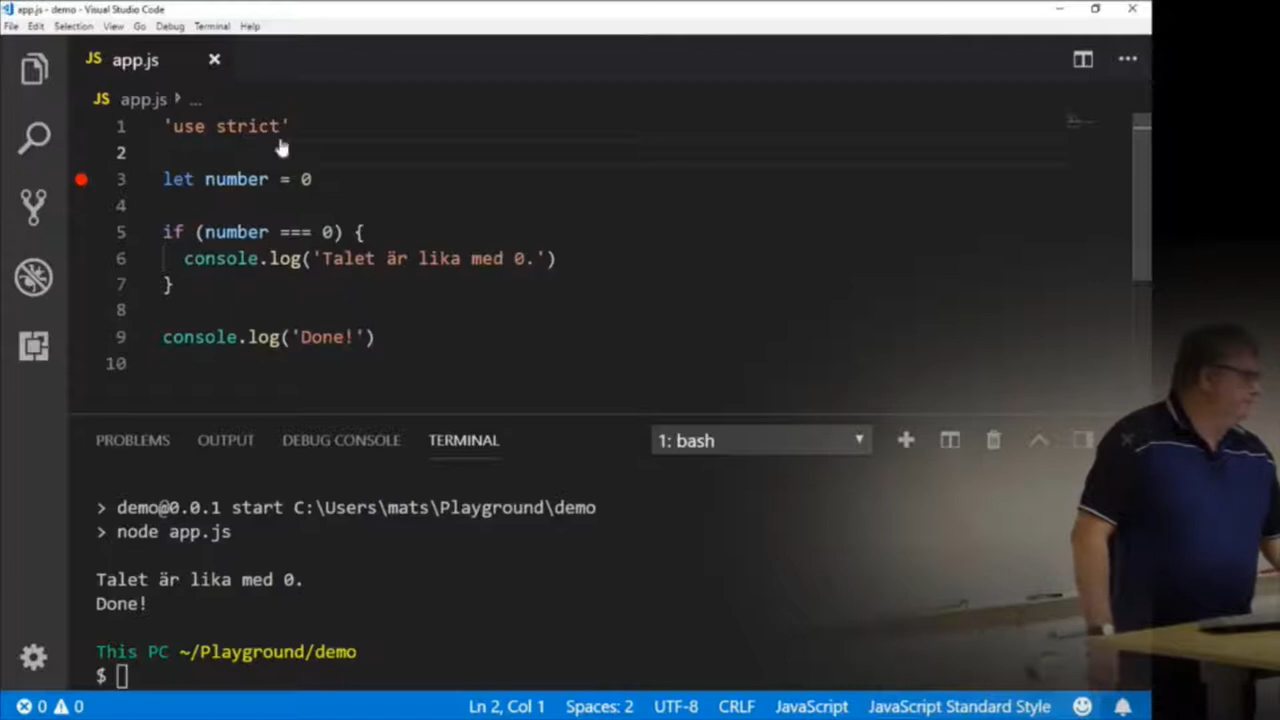 app.js - demo - Visual Studio Code
File Edit Selection View Go Debug Terminal Help
JS app.js
JS app.js ...
1 'use strict'
2
3 let number = 0
4
5 if (number === 0) {
6 console.log('Talet är lika med 0.')
7 }
8
9 console.log('Done!')
10
PROBLEMS OUTPUT DEBUG CONSOLE TERMINAL 1: bash
> demo@0.0.1 start C:\Users\mats\Playground\demo
> node app.js
Talet är lika med 0.
Done!
This PC ~/Playground/demo
$
0 0 Ln 2, Col 1 Spaces: 2 UTF-8 CRLF JavaScript JavaScript Standard Style